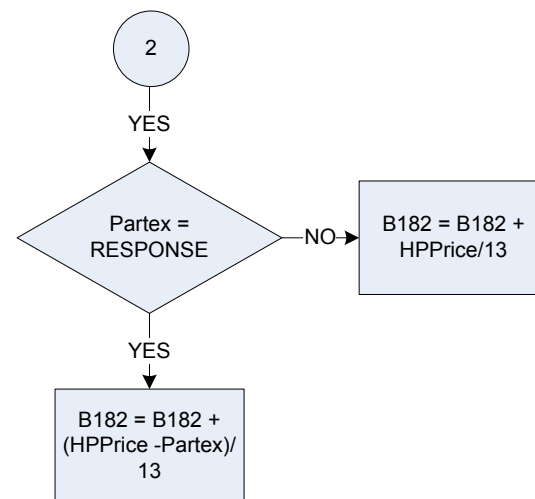 2
YES
Partex =
RESPONSE
NO
B182 = B182 +
HPPrice/13
YES
B182 = B182 +
(HPPrice -Partex)/
13